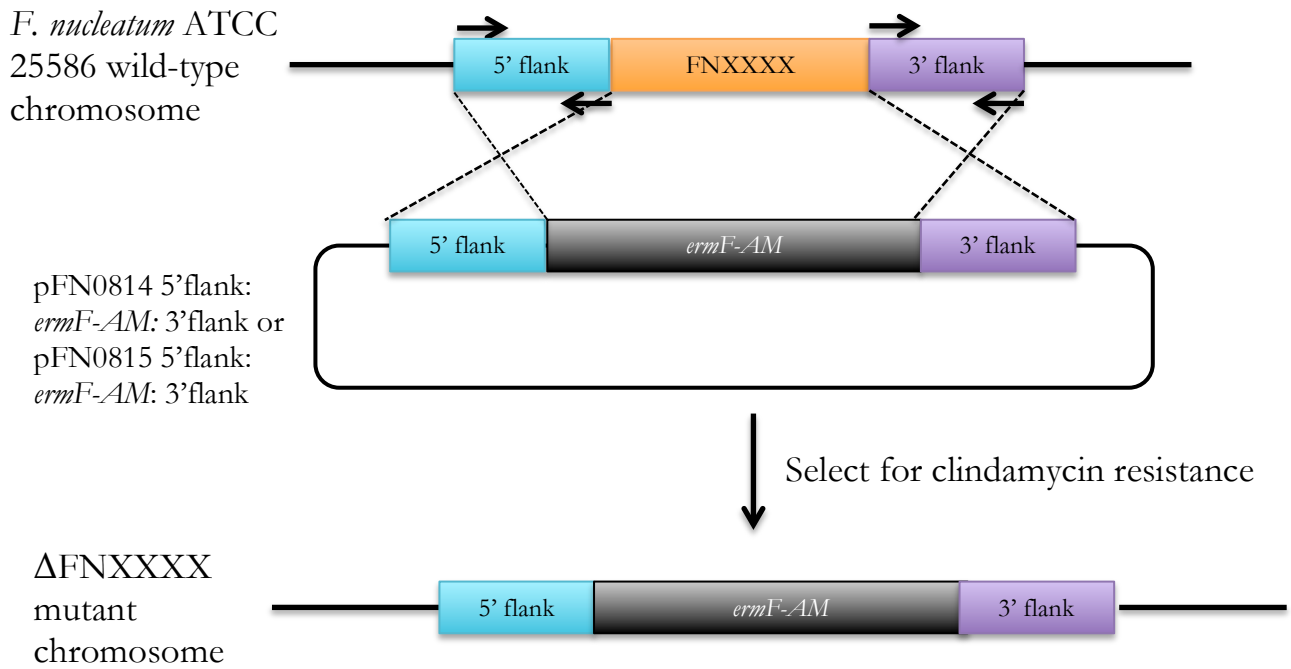 F. nucleatum ATCC
25586 wild-type
chromosome
5’ flank
FNXXXX
3’ flank
5’ flank
ermF-AM
3’ flank
pFN0814 5’flank:
ermF-AM: 3’flank or
pFN0815 5’flank:
ermF-AM: 3’flank
Select for clindamycin resistance
ΔFNXXXX
mutant
chromosome
5’ flank
ermF-AM
3’ flank